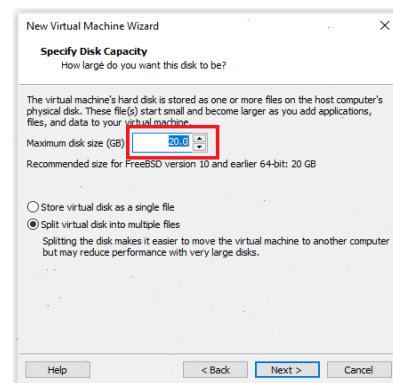 New Virtual Machine Wizard
Specify Disk Capacity
How large do you want this disk to be?
The virtual machine's hard disk is stored as one or more files on the host computer's
physical disk. These file(s) start small and become larger as you add applications,
files, and data to your virtual machine.
Maximum disk size (GB) 20.0
Recommended size for FreeBSD version 10 and earlier 64-bit: 20 GB
Store virtual disk as a single file
Split virtual disk into multiple files
Splitting the disk makes it easier to move the virtual machine to another computer
but may reduce performance with very large disks.
Help < Back Next > Cancel